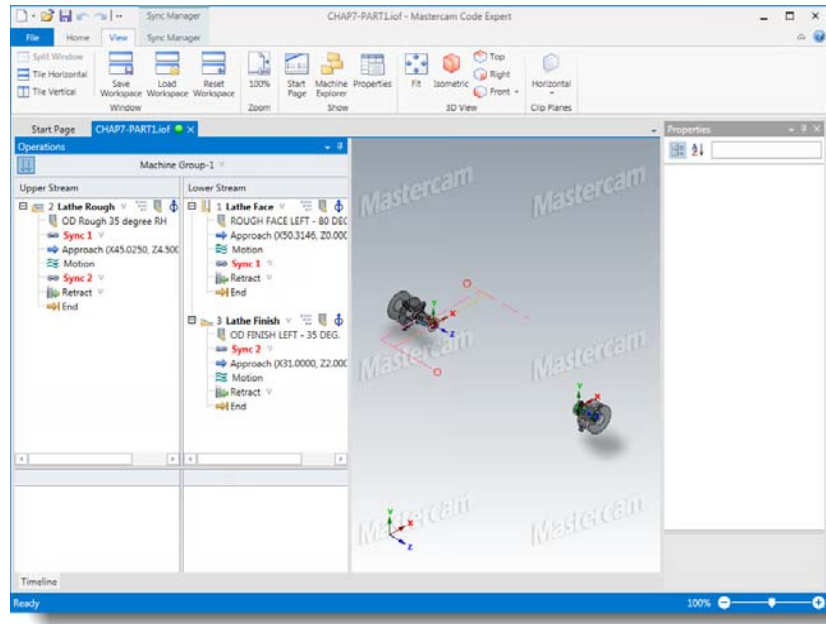 Sync Manager
CHAP7-PART1.iof - Mastercam Code Expert
File Home View Sync Manager
Split Window
Tile Horizontal
Tile Vertical
Save Workspace
Load Workspace
Reset Workspace
Window
100%
Zoom
Start Page
Machine Explorer
Properties
Show
Fit
Isometric
Top
Right
Front
3D View
Horizontal
Clip Planes
Start Page CHAP7-PART1.iof
Operations
Machine Group-1
Upper Stream
2 Lathe Rough
OD Rough 35 degree RH
Sync 1
Approach (X45.0250, Z4.500
Motion
Sync 2
Retract
End
Lower Stream
1 Lathe Face
ROUGH FACE LEFT - 80 DEG
Approach (X50.3146, Z0.000
Motion
Sync 1
Retract
End
3 Lathe Finish
OD FINISH LEFT - 35 DEG.
Sync 2
Approach (X31.0000, Z2.000
Motion
Retract
End
Mastercam
Mastercam
Mastercam
Mastercam
Mastercam
Mastercam
Y
X
Z
Y
X
Y
X
Z
Properties
Timeline
Ready
100%